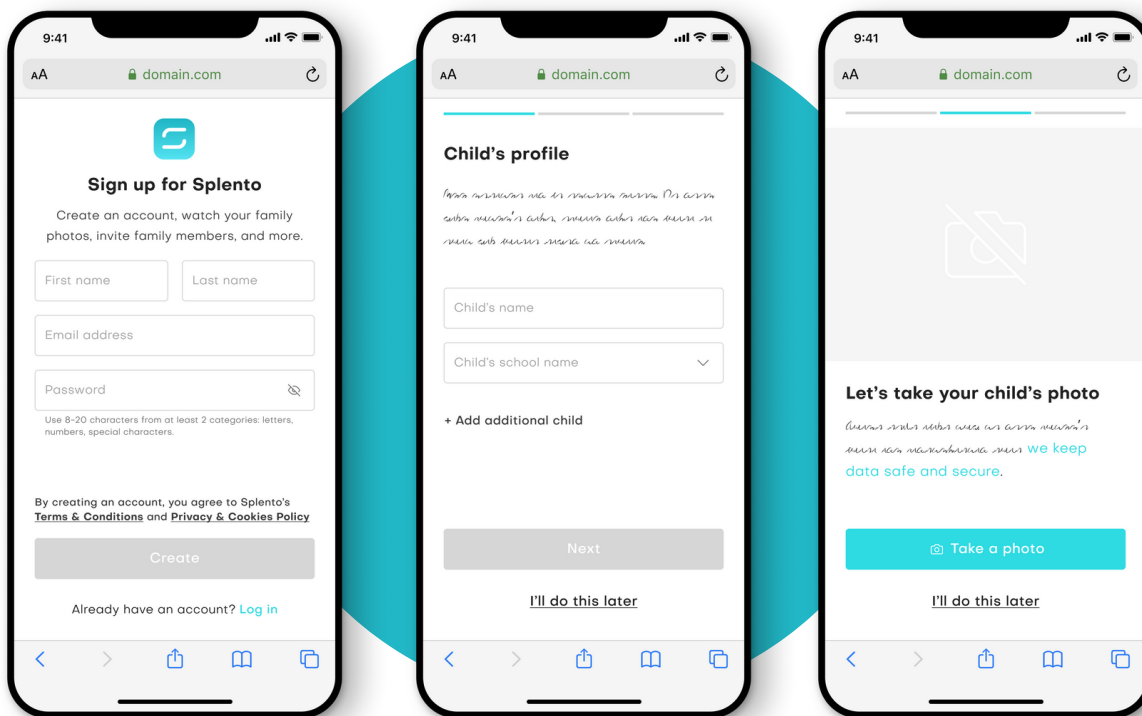 9:41
AA domain.com
Sign up for Splento
Create an account, watch your family
photos, invite family members, and more.
First name Last name
Email address
Password
Use 8-20 characters from at least 2 categories: letters,
numbers, special characters.
By creating an account, you agree to Splento's
Terms & Conditions and Privacy & Cookies Policy
Create
Already have an account? Log in
9:41
AA domain.com
Child's profile
Child's name
Child's school name
+ Add additional child
Next
I'll do this later
9:41
AA domain.com
Let's take your child's photo
we keep
data safe and secure.
Take a photo
I'll do this later